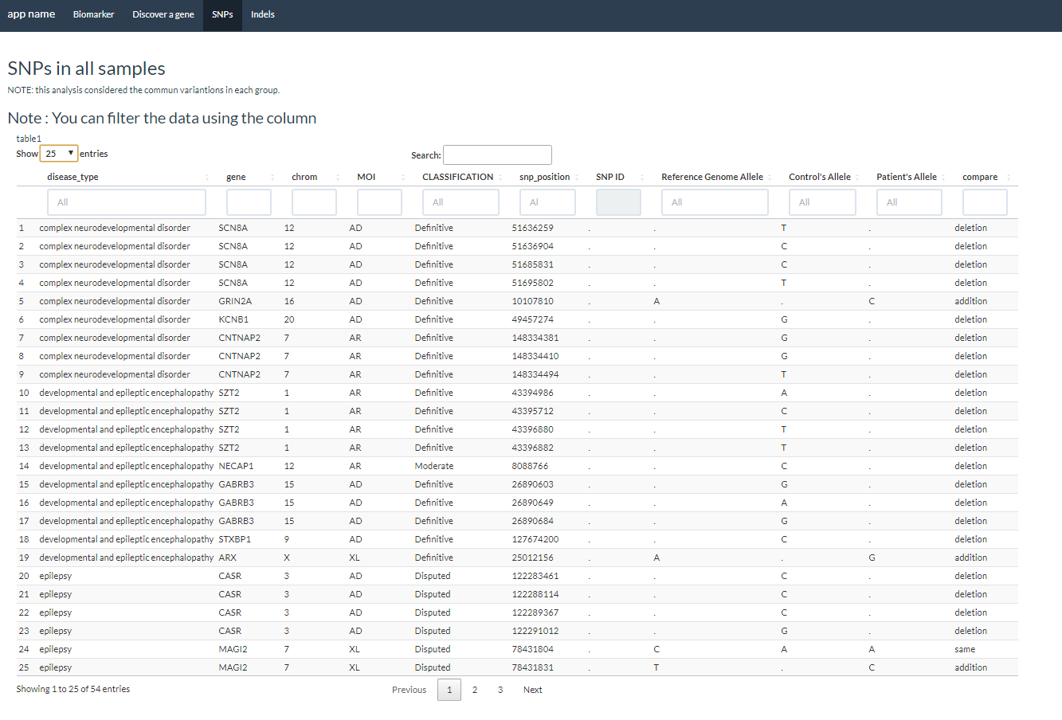 app name Biomarker Discover a gene SNPs Indels
SNPs in all samples
NOTE: this analysis considered the commun variantions in each group.
Note : You can filter the data using the column
table1
Show 25 entries Search:
disease_type gene chrom MOI CLASSIFICATION snp_position SNP ID Reference Genome Allele Control's Allele Patient's Allele compare
All All Al All All All
1 complex neurodevelopmental disorder SCN8A 12 AD Definitive 51636259 . . T . deletion
2 complex neurodevelopmental disorder SCN8A 12 AD Definitive 51636904 . . C . deletion
3 complex neurodevelopmental disorder SCN8A 12 AD Definitive 51685831 . . C . deletion
4 complex neurodevelopmental disorder SCN8A 12 AD Definitive 51695802 . . T . deletion
5 complex neurodevelopmental disorder GRIN2A 16 AD Definitive 10107810 . A . C addition
6 complex neurodevelopmental disorder KCNB1 20 AD Definitive 49457274 . . G . deletion
7 complex neurodevelopmental disorder CNTNAP2 7 AR Definitive 148334381 . . G . deletion
8 complex neurodevelopmental disorder CNTNAP2 7 AR Definitive 148334410 . . G . deletion
9 complex neurodevelopmental disorder CNTNAP2 7 AR Definitive 148334494 . . T . deletion
10 developmental and epileptic encephalopathy SZT2 1 AR Definitive 43394986 . . A . deletion
11 developmental and epileptic encephalopathy SZT2 1 AR Definitive 43395712 . . C . deletion
12 developmental and epileptic encephalopathy SZT2 1 AR Definitive 43396880 . . T . deletion
13 developmental and epileptic encephalopathy SZT2 1 AR Definitive 43396882 . . T . deletion
14 developmental and epileptic encephalopathy NECAP1 12 AR Moderate 8088766 . . C . deletion
15 developmental and epileptic encephalopathy GABRB3 15 AD Definitive 26890603 . . G . deletion
16 developmental and epileptic encephalopathy GABRB3 15 AD Definitive 26890649 . . A . deletion
17 developmental and epileptic encephalopathy GABRB3 15 AD Definitive 26890684 . . G . deletion
18 developmental and epileptic encephalopathy STXBP1 9 AD Definitive 127674200 . . C . deletion
19 developmental and epileptic encephalopathy ARX X XL Definitive 25012156 . A . G addition
20 epilepsy CASR 3 AD Disputed 122283461 . . C . deletion
21 epilepsy CASR 3 AD Disputed 122288114 . . C . deletion
22 epilepsy CASR 3 AD Disputed 122289367 . . C . deletion
23 epilepsy CASR 3 AD Disputed 122291012 . . G . deletion
24 epilepsy MAGI2 7 XL Disputed 78431804 . C A A same
25 epilepsy MAGI2 7 XL Disputed 78431831 . T . C addition
Showing 1 to 25 of 54 entries Previous 1 2 3 Next